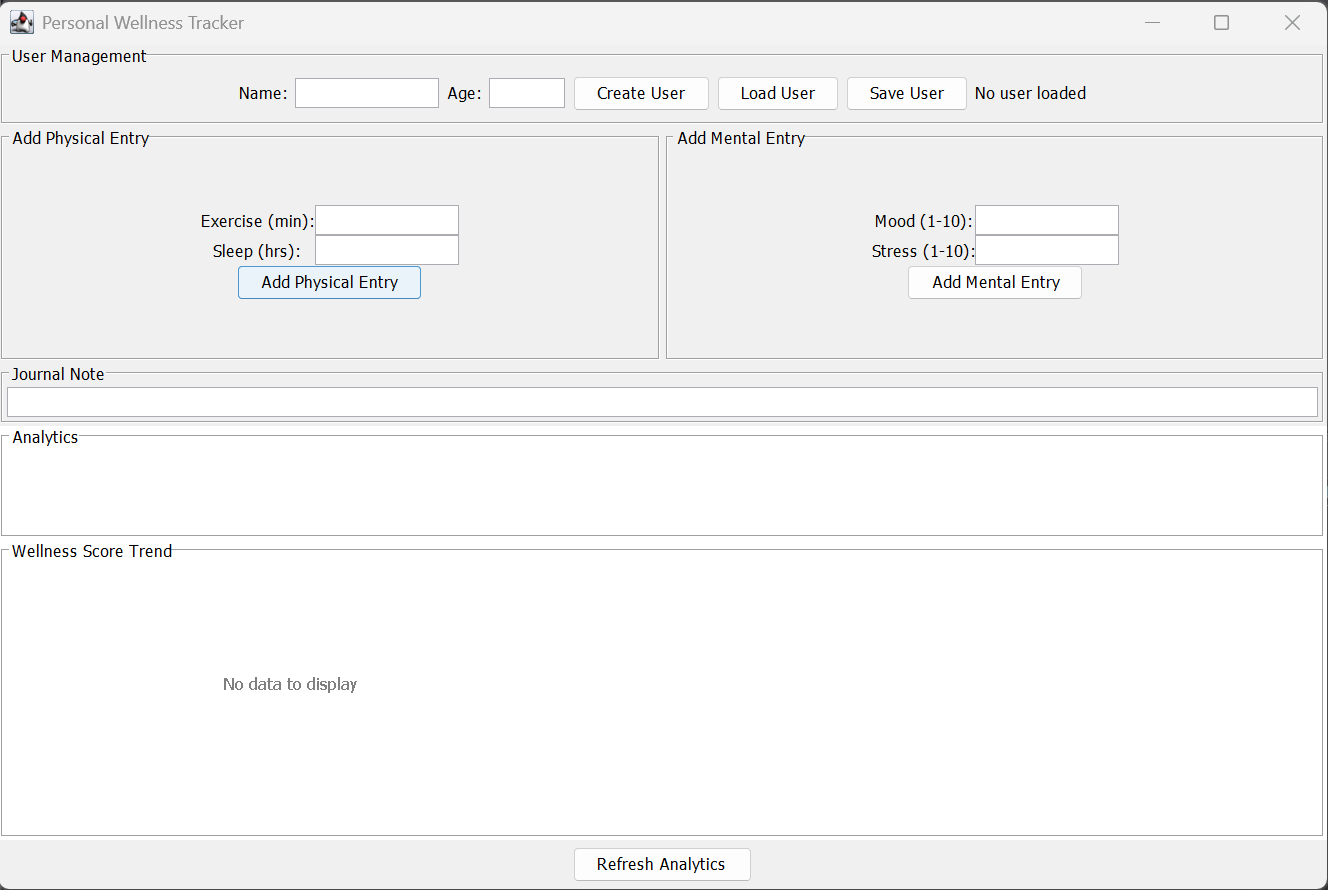 Personal Wellness Tracker
User Management
Name: Age: Create User Load User Save User No user loaded
Add Physical Entry
Exercise (min):
Sleep (hrs):
Add Physical Entry
Add Mental Entry
Mood (1-10):
Stress (1-10):
Add Mental Entry
Journal Note
Analytics
Wellness Score Trend
No data to display
Refresh Analytics